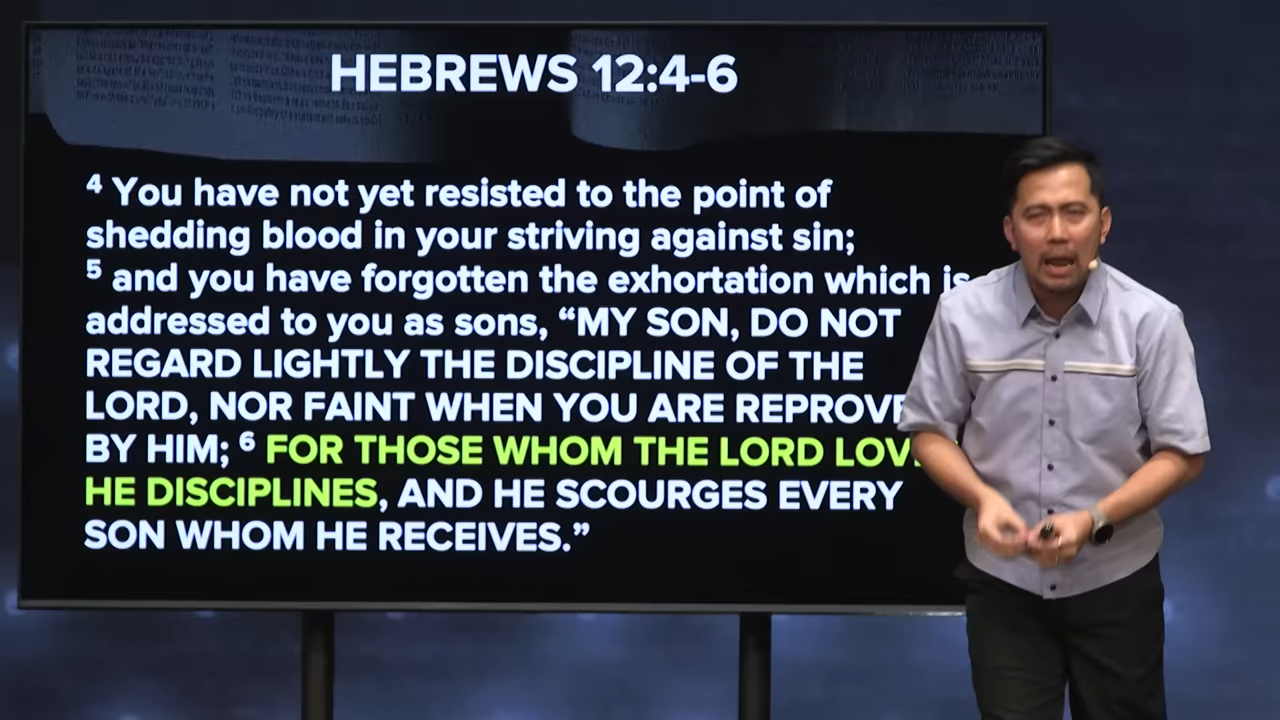 HEBREWS 12:4-6
⁴ You have not yet resisted to the point of
shedding blood in your striving against sin;
⁵ and you have forgotten the exhortation which is
addressed to you as sons, “MY SON, DO NOT
REGARD LIGHTLY THE DISCIPLINE OF THE
LORD, NOR FAINT WHEN YOU ARE REPROVE
BY HIM; ⁶ FOR THOSE WHOM THE LORD LOV
HE DISCIPLINES, AND HE SCOURGES EVERY
SON WHOM HE RECEIVES.”